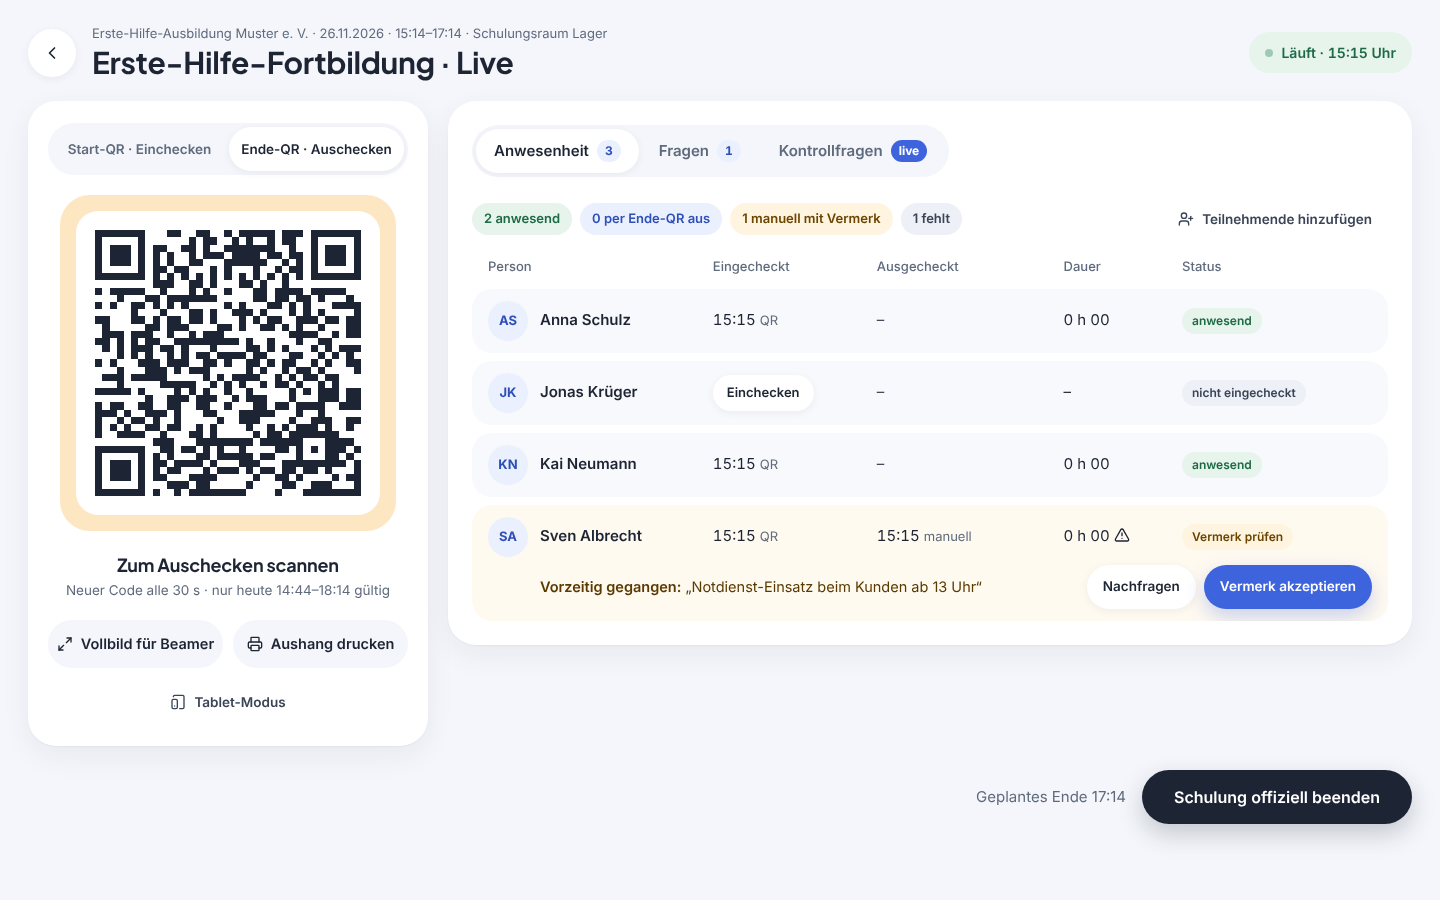 Erste-Hilfe-Ausbildung Muster e. V. · 26.11.2026 · 15:14–17:14 · Schulungsraum Lager
Erste-Hilfe-Fortbildung · Live
Läuft · 15:15 Uhr
Start-QR · Einchecken
Ende-QR · Auschecken
Zum Auschecken scannen
Neuer Code alle 30 s · nur heute 14:44–18:14 gültig
Vollbild für Beamer
Aushang drucken
Tablet-Modus
Anwesenheit 3
Fragen 1
Kontrollfragen live
2 anwesend
0 per Ende-QR aus
1 manuell mit Vermerk
1 fehlt
Teilnehmende hinzufügen
Person Eingecheckt Ausgecheckt Dauer Status
AS Anna Schulz 15:15 QR – 0 h 00 anwesend
JK Jonas Krüger Einchecken – – nicht eingecheckt
KN Kai Neumann 15:15 QR – 0 h 00 anwesend
SA Sven Albrecht 15:15 QR 15:15 manuell 0 h 00 Vermerk prüfen
Vorzeitig gegangen: „Notdienst-Einsatz beim Kunden ab 13 Uhr“
Nachfragen
Vermerk akzeptieren
Geplantes Ende 17:14
Schulung offiziell beenden